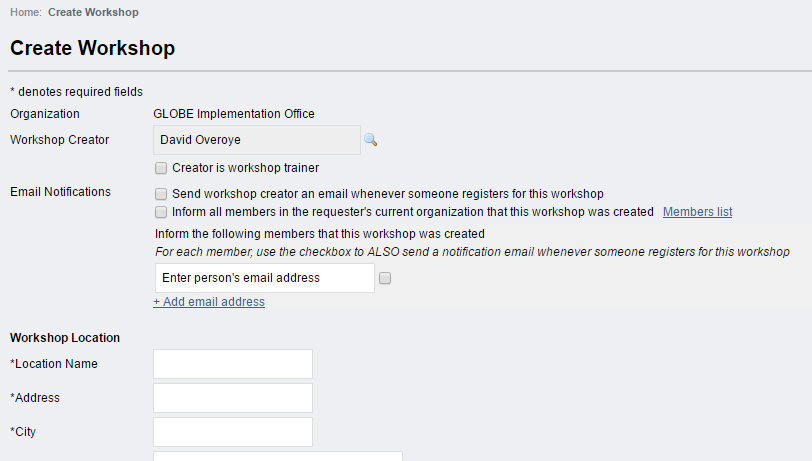 Home: Create Workshop
Create Workshop
* denotes required fields
Organization GLOBE Implementation Office
Workshop Creator David Overoye
Creator is workshop trainer
Email Notifications Send workshop creator an email whenever someone registers for this workshop
Inform all members in the requester's current organization that this workshop was created Members list
Inform the following members that this workshop was created
For each member, use the checkbox to ALSO send a notification email whenever someone registers for this workshop
Enter person's email address
+ Add email address
Workshop Location
*Location Name
*Address
*City